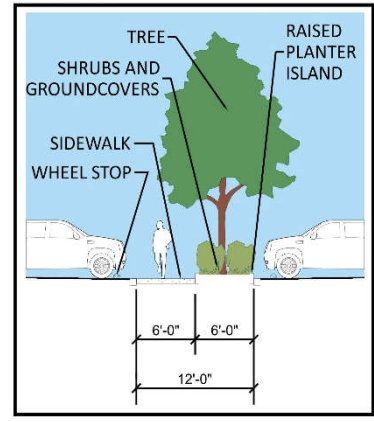 TREE
RAISED
PLANTER
ISLAND
SHRUBS AND
GROUNDCOVERS
SIDEWALK
WHEEL STOP
6'-0"
6'-0"
12'-0"